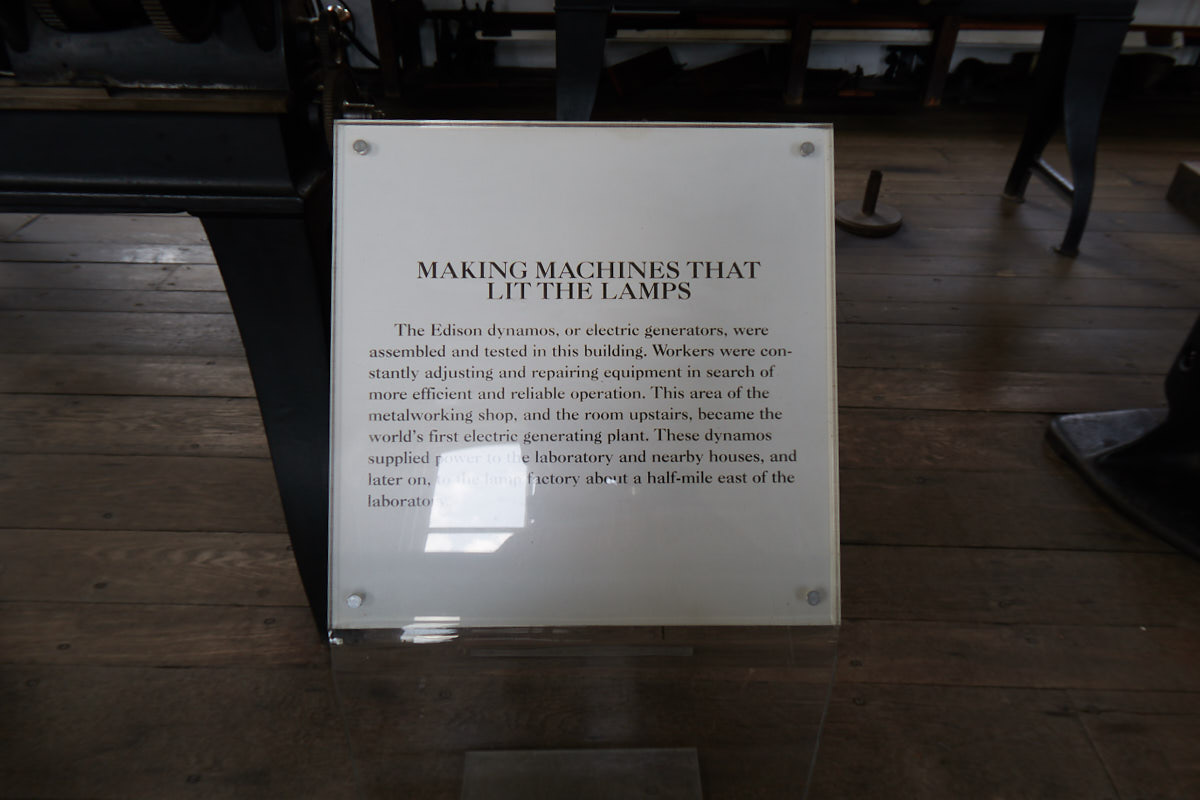 MAKING MACHINES THAT
LIT THE LAMPS
The Edison dynamos, or electric generators, were
assembled and tested in this building. Workers were con-
stantly adjusting and repairing equipment in search of
more efficient and reliable operation. This area of the
metalworking shop, and the room upstairs, became the
world's first electric generating plant. These dynamos
supplied power to the laboratory and nearby houses, and
later on, to the lamp factory about a half-mile east of the
laboratory.